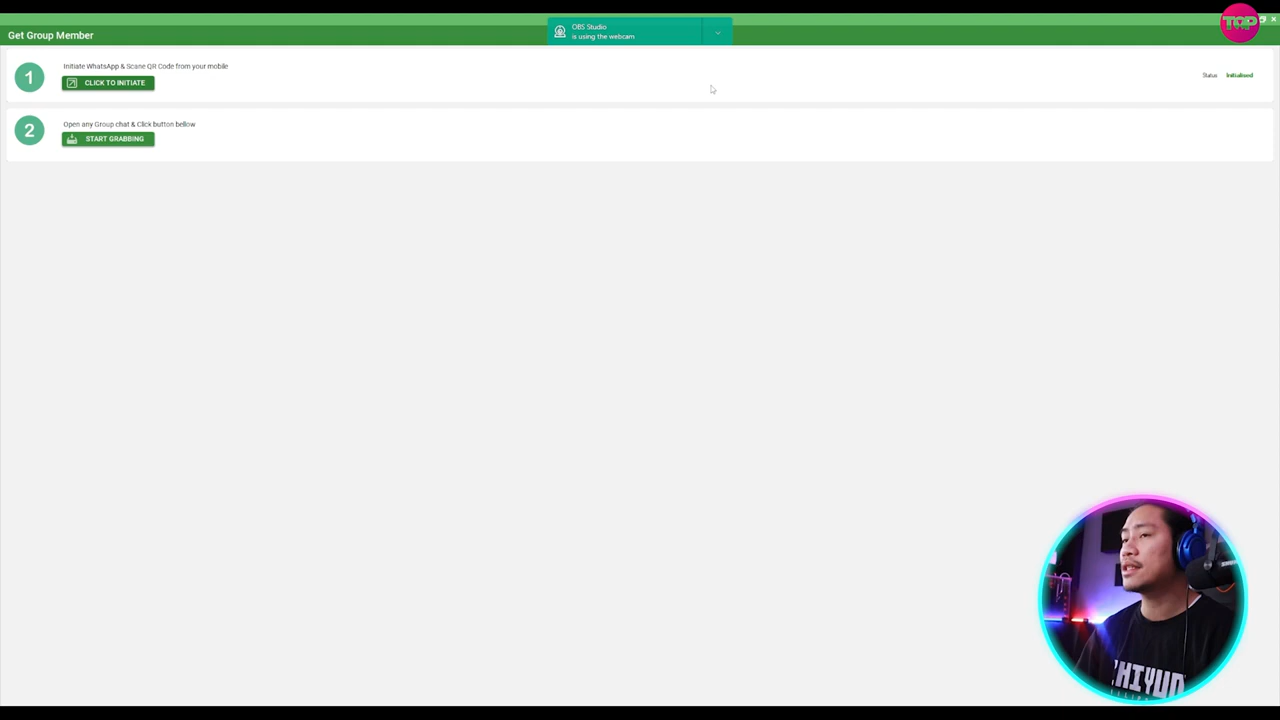 OBS Studio
is using the webcam
TOP
Get Group Member
1
Initiate WhatsApp & Scane QR Code from your mobile
CLICK TO INITIATE
Status
Initialised
2
Open any Group chat & Click button bellow
START GRABBING